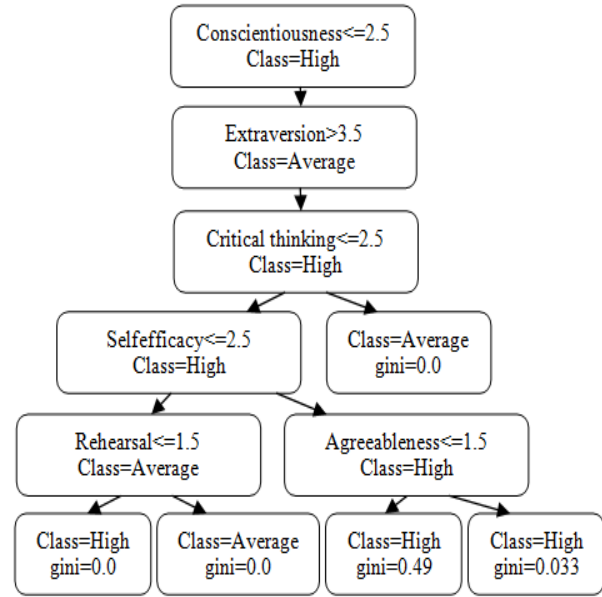 Conscientiousness<=2.5
Class=High
Extraversion>3.5
Class=Average
Critical thinking<=2.5
Class=High
Selfefficacy<=2.5
Class=High
Class=Average
gini=0.0
Rehearsal<=1.5
Class=Average
Agreeableness<=1.5
Class=High
Class=High
gini=0.0
Class=Average
gini=0.0
Class=High
gini=0.49
Class=High
gini=0.033